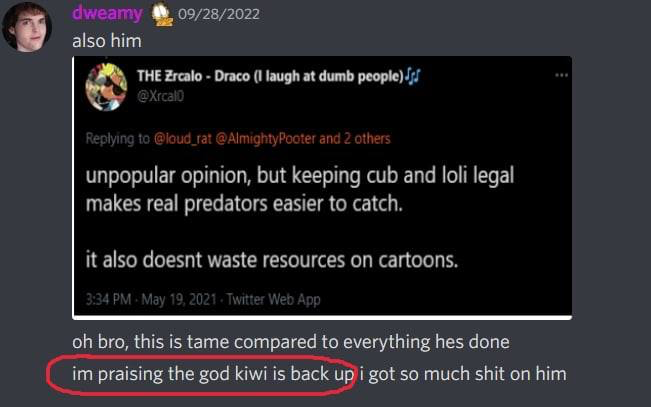 dweamy 09/28/2022
also him
THE Ƶrcalo - Draco (I laugh at dumb people)🎶
@Xrcal0
Replying to @loud_rat @AlmightyPooter and 2 others
unpopular opinion, but keeping cub and loli legal
makes real predators easier to catch.
it also doesnt waste resources on cartoons.
3:34 PM · May 19, 2021 · Twitter Web App
oh bro, this is tame compared to everything hes done
im praising the god kiwi is back up i got so much shit on him